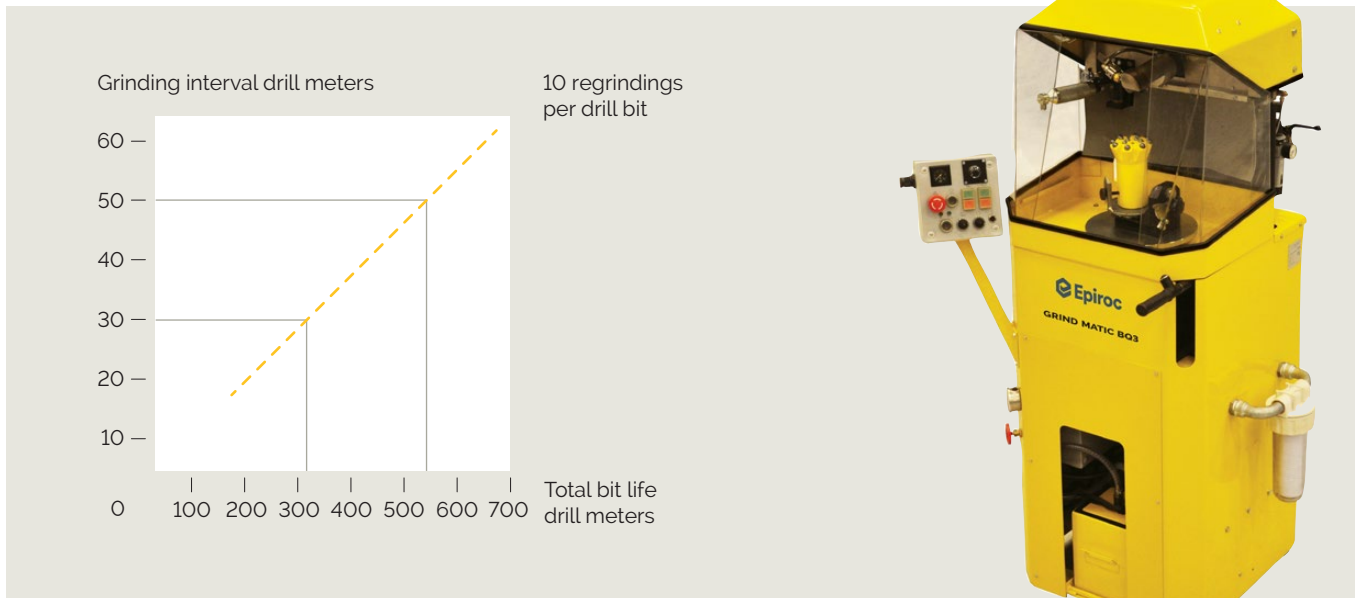 Grinding interval drill meters
10 regrindings
per drill bit
60
50
40
30
20
10
0
100 200 300 400 500 600 700
Total bit life
drill meters
Epiroc
GRIND MATIC BQ3